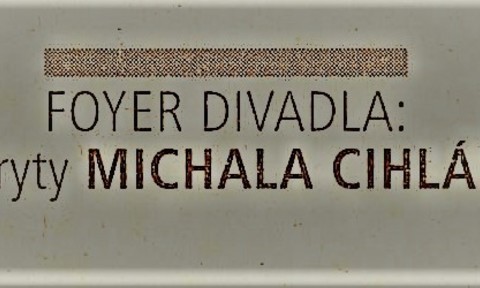 FOYER DIVADLA:
ryty MICHALA CIHLÁ